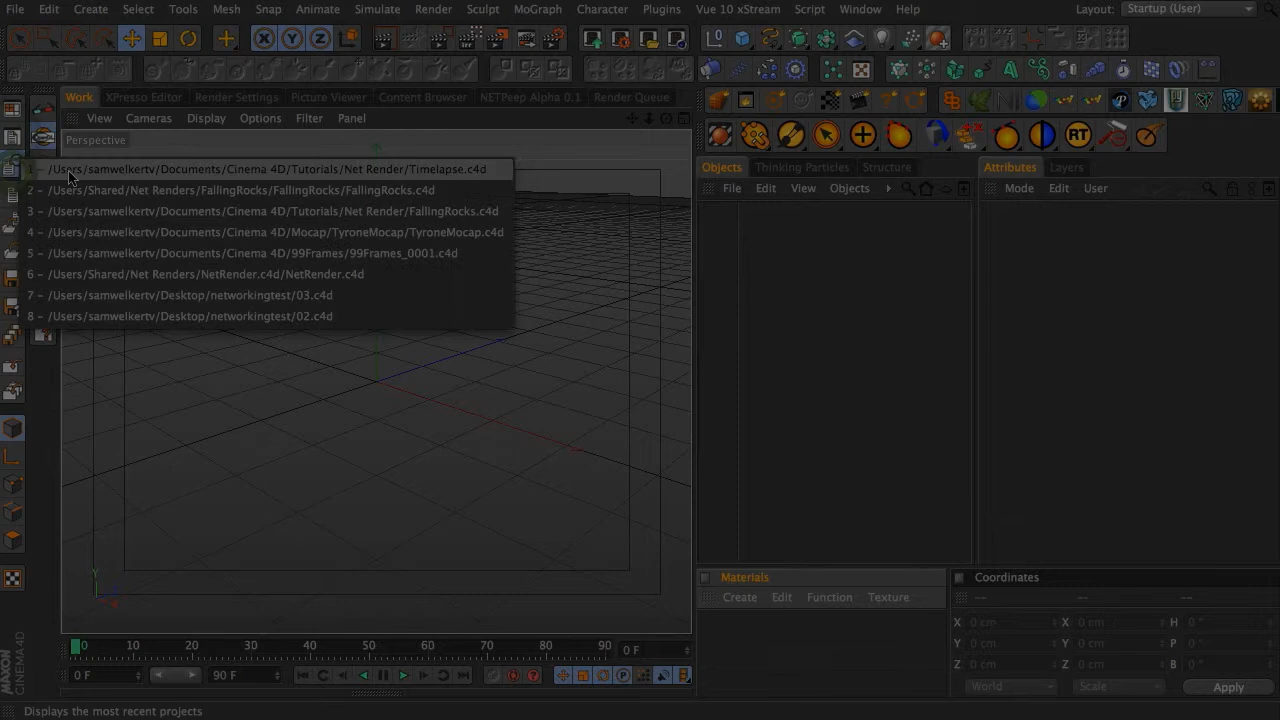 File Edit Create Select Tools Mesh Snap Animate Simulate Render Sculpt MoGraph Character Plugins Vue 10 xStream Script Window Help Layout: Startup (User)
X Y Z
PSR
RT
Work XPresso Editor Render Settings Picture Viewer Content Browser NETPeep Alpha 0.1 Render Queue
View Cameras Display Options Filter Panel
Perspective
1 - /Users/samwelkertv/Documents/Cinema 4D/Tutorials/Net Render/Timelapse.c4d
2 - /Users/Shared/Net Renders/FallingRocks/FallingRocks/FallingRocks.c4d
3 - /Users/samwelkertv/Documents/Cinema 4D/Tutorials/Net Render/FallingRocks.c4d
4 - /Users/samwelkertv/Documents/Cinema 4D/Mocap/TyroneMocap/TyroneMocap.c4d
5 - /Users/samwelkertv/Documents/Cinema 4D/99Frames/99Frames_0001.c4d
6 - /Users/Shared/Net Renders/NetRender.c4d/NetRender.c4d
7 - /Users/samwelkertv/Desktop/networkingtest/03.c4d
8 - /Users/samwelkertv/Desktop/networkingtest/02.c4d
Objects Thinking Particles Structure
File Edit View Objects
Attributes Layers
Mode Edit User
Y
0 10 20 30 40 50 60 70 80 90 0 F
0 F 90 F
Materials
Create Edit Function Texture
Coordinates
-- -- --
X 0 cm X 0 cm H 0 °
Y 0 cm Y 0 cm P 0 °
Z 0 cm Z 0 cm B 0 °
World Scale Apply
MAXON CINEMA 4D
Displays the most recent projects